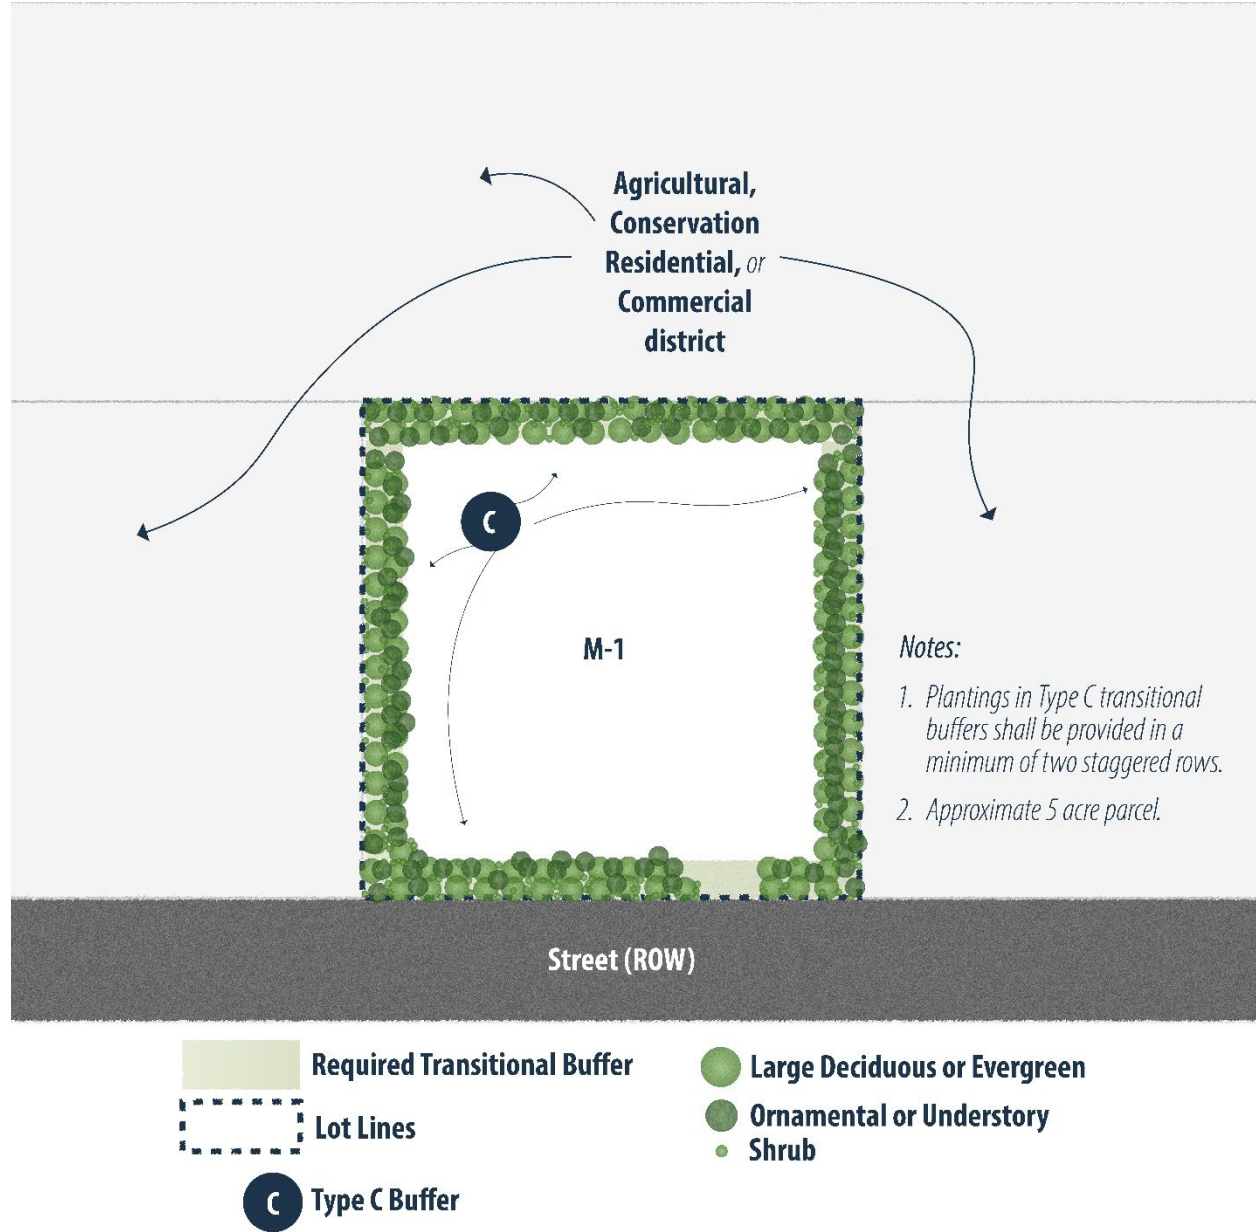 Agricultural,
Conservation
Residential, or
Commercial
district
C
M-1
Notes:
1. Plantings in Type C transitional
buffers shall be provided in a
minimum of two staggered rows.
2. Approximate 5 acre parcel.
Street (ROW)
Required Transitional Buffer
Lot Lines
C Type C Buffer
Large Deciduous or Evergreen
Ornamental or Understory
Shrub